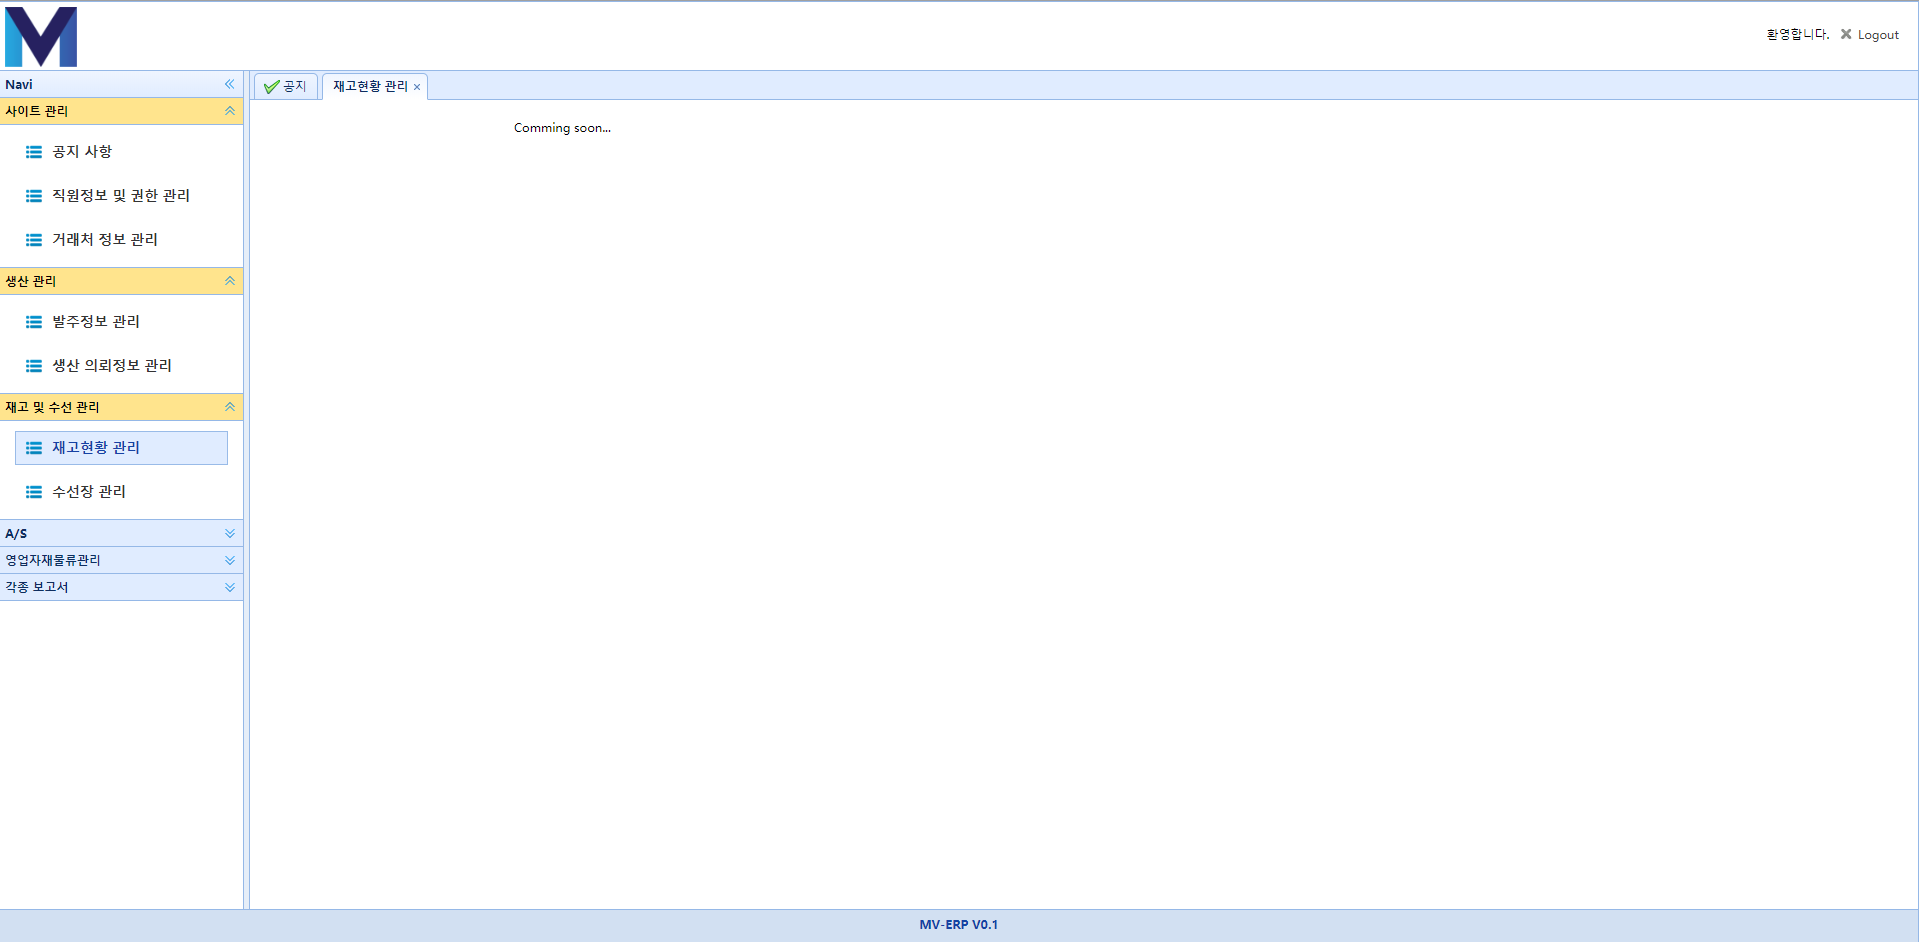 환영합니다. Logout
Navi
사이트 관리
공지 사항
직원정보 및 권한 관리
거래처 정보 관리
생산 관리
발주정보 관리
생산 의뢰정보 관리
재고 및 수선 관리
재고현황 관리
수선장 관리
A/S
영업자재물류관리
각종 보고서
공지
재고현황 관리
Comming soon...
MV-ERP V0.1